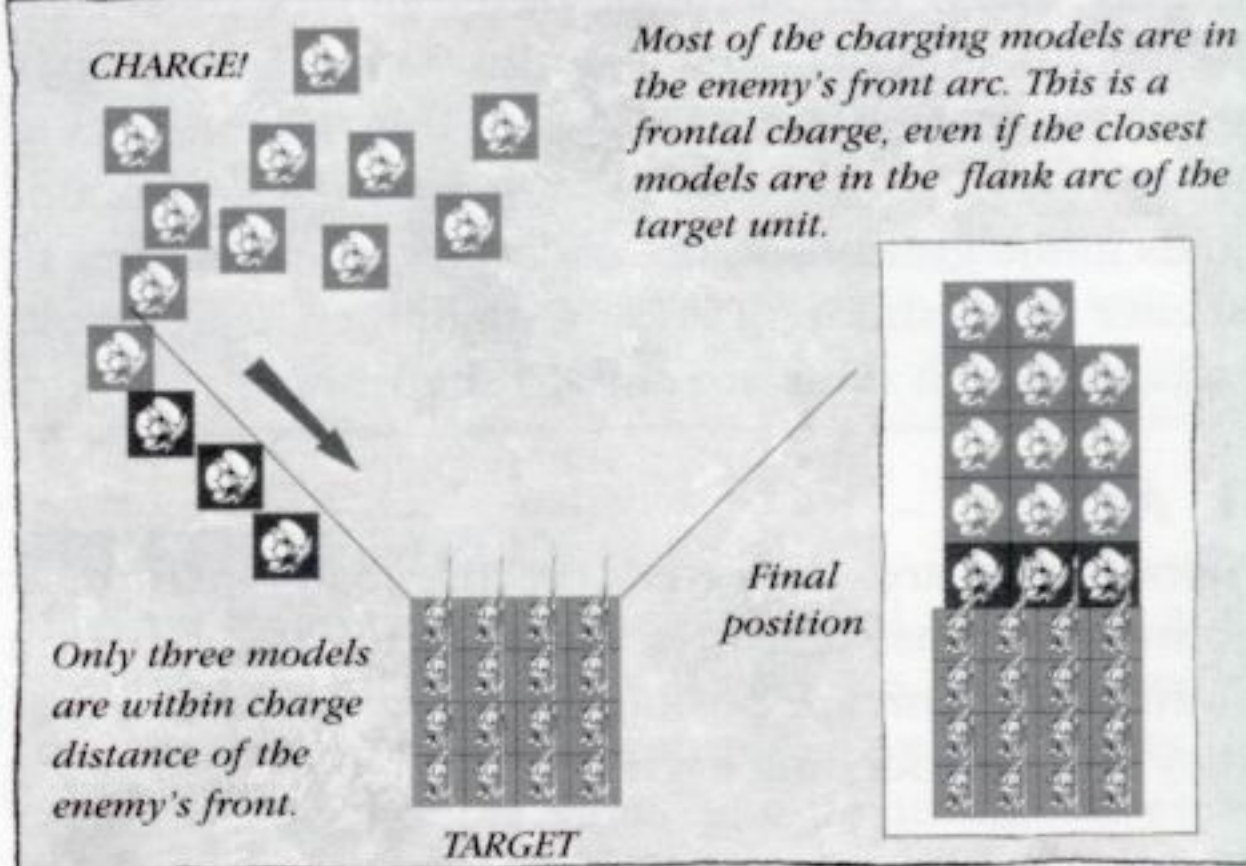 CHARGE!
Most of the charging models are in
the enemy's front arc. This is a
frontal charge, even if the closest
models are in the flank arc of the
target unit.
Final
position
Only three models
are within charge
distance of the
enemy's front.
TARGET